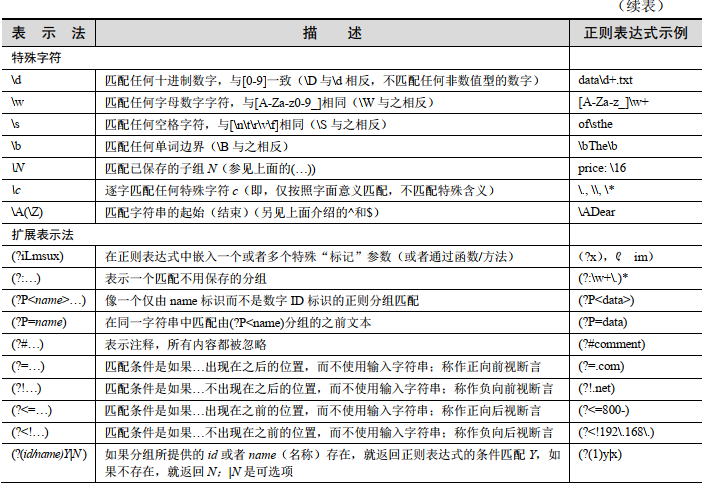 （续表）
表 示 法 描 述 正则表达式示例
特殊字符
\d 匹配任何十进制数字，与[0-9]一致（\D 与\d 相反，不匹配任何非数值型的数字） data\d+.txt
\w 匹配任何字母数字字符，与[A-Za-z0-9_]相同（\W 与之相反） [A-Za-z_]\w+
\s 匹配任何空格字符，与[\n\t\r\v\f]相同（\S 与之相反） of\sthe
\b 匹配任何单词边界（\B 与之相反） \bThe\b
\N 匹配已保存的子组 N（参见上面的(…)） price: \16
\c 逐字匹配任何特殊字符 c（即，仅按照字面意义匹配，不匹配特殊含义） \., \\, \*
\A(\Z) 匹配字符串的起始（结束）（另见上面介绍的^和$） \ADear
扩展表示法
(?iLmsux) 在正则表达式中嵌入一个或者多个特殊“标记”参数（或者通过函数/方法） （?x），（? im）
(?:…) 表示一个匹配不用保存的分组 (?:\w+\.)*
(?P<name>…) 像一个仅由 name 标识而不是数字 ID 标识的正则分组匹配 (?P<data>)
(?P=name) 在同一字符串中匹配由(?P<name)分组的之前文本 (?P=data)
(?#…) 表示注释，所有内容都被忽略 (?#comment)
(?=…) 匹配条件是如果…出现在之后的位置，而不使用输入字符串；称作正向前视断言 (?=.com)
(?!…) 匹配条件是如果…不出现在之后的位置，而不使用输入字符串；称作负向前视断言 (?!.net)
(?<=…) 匹配条件是如果…出现在之前的位置，而不使用输入字符串；称作正向后视断言 (?<=800-)
(?<!…) 匹配条件是如果…不出现在之前的位置，而不使用输入字符串；称作负向后视断言 (?<!192\.168\.)
(?(id/name)Y|N) 如果分组所提供的 id 或者 name（名称）存在，就返回正则表达式的条件匹配 Y，如 (?(1)y|x)
果不存在，就返回 N；|N 是可选项